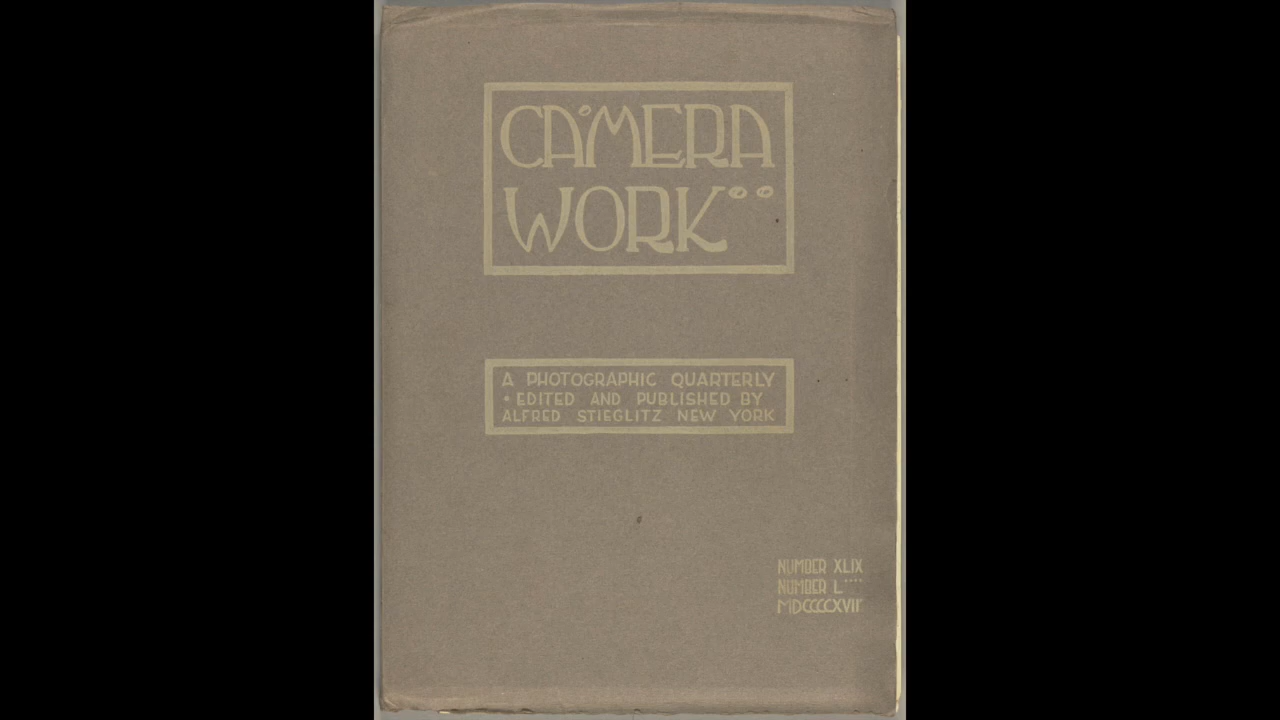 CAMERA
WORK
A PHOTOGRAPHIC QUARTERLY
• EDITED AND PUBLISHED BY
ALFRED STIEGLITZ NEW YORK
NUMBER XLIX
NUMBER L
MDCCCCXVII